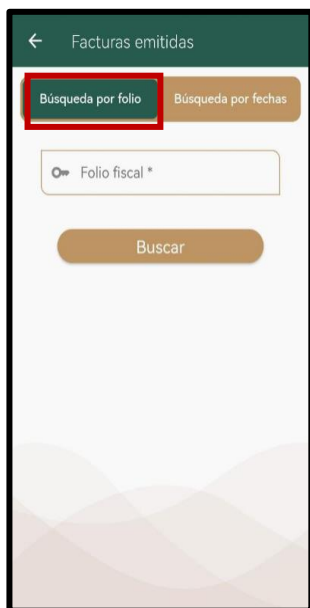 Facturas emitidas
Búsqueda por folio Búsqueda por fechas
Folio fiscal *
Buscar